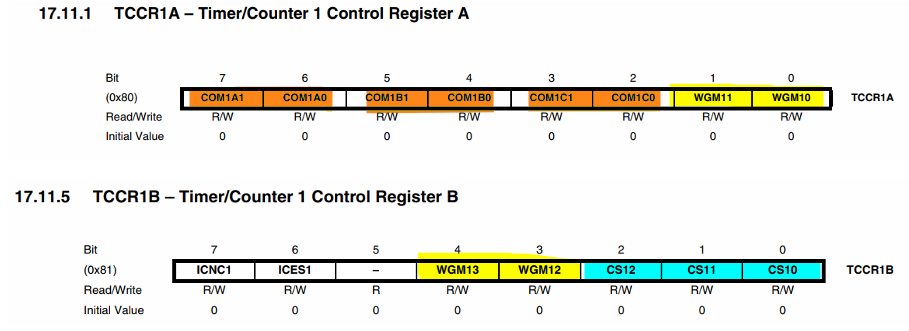 17.11.1 TCCR1A – Timer/Counter 1 Control Register A
Bit 7 6 5 4 3 2 1 0
(0x80) COM1A1 COM1A0 COM1B1 COM1B0 COM1C1 COM1C0 WGM11 WGM10 TCCR1A
Read/Write R/W R/W R/W R/W R/W R/W R/W R/W
Initial Value 0 0 0 0 0 0 0 0
17.11.5 TCCR1B – Timer/Counter 1 Control Register B
Bit 7 6 5 4 3 2 1 0
(0x81) ICNC1 ICES1 – WGM13 WGM12 CS12 CS11 CS10 TCCR1B
Read/Write R/W R/W R R/W R/W R/W R/W R/W
Initial Value 0 0 0 0 0 0 0 0